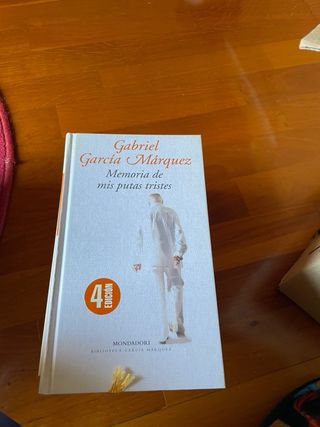 Gabriel
García Márquez
Memoria de
mis putas tristes
4ª
EDICIÓN
MONDADORI
BIBLIOTECA GARCÍA MÁRQUEZ